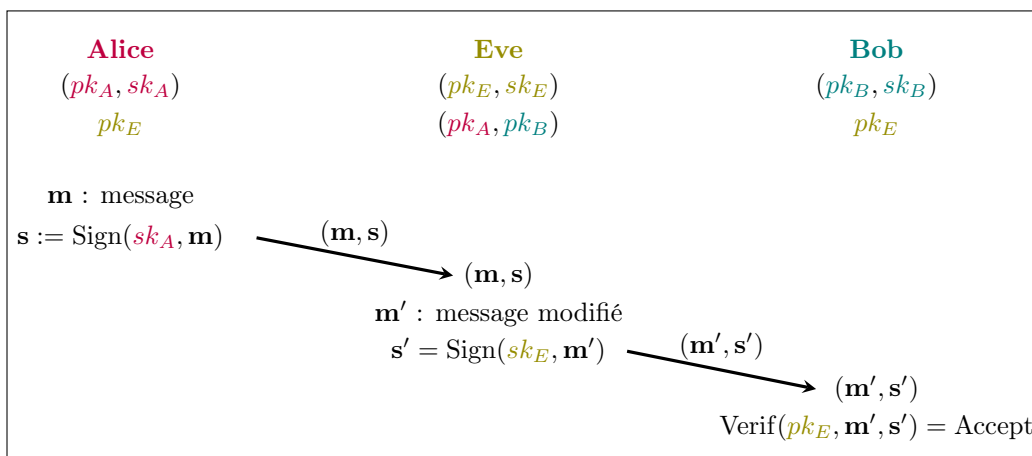 Alice Eve Bob
(pk_A, sk_A) (pk_E, sk_E) (pk_B, sk_B)
pk_E (pk_A, pk_B) pk_E
m : message
s := Sign(sk_A, m) (m, s)
(m, s)
m′ : message modifié
s′ = Sign(sk_E, m′) (m′, s′)
(m′, s′)
Verif(pk_E, m′, s′) = Accept